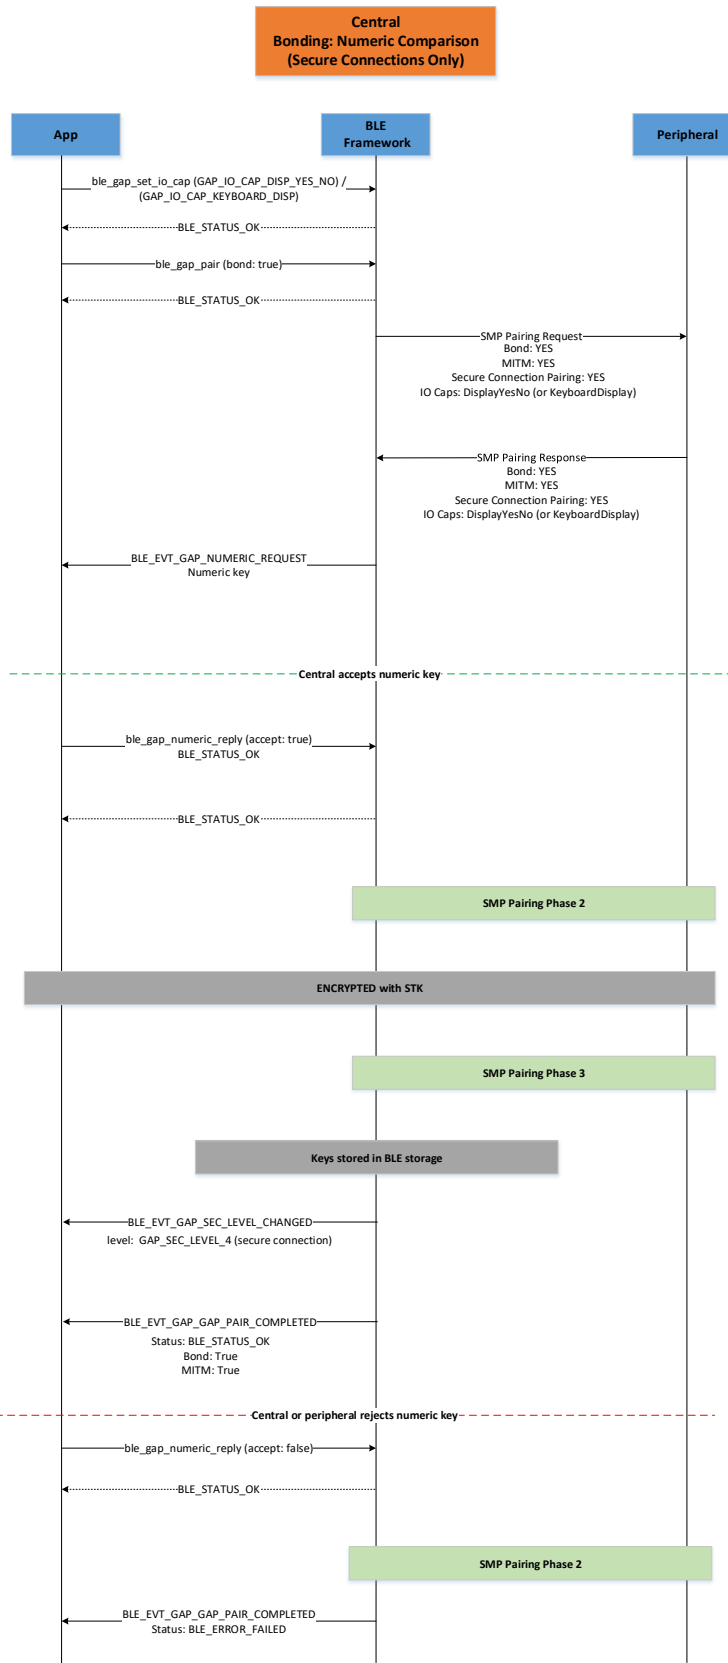 Central
Bonding: Numeric Comparison
(Secure Connections Only)
App
BLE
Framework
Peripheral
ble_gap_set_io_cap (GAP_IO_CAP_DISP_YES_NO) /
(GAP_IO_CAP_KEYBOARD_DISP)
BLE_STATUS_OK
ble_gap_pair (bond: true)
BLE_STATUS_OK
SMP Pairing Request
Bond: YES
MITM: YES
Secure Connection Pairing: YES
IO Caps: DisplayYesNo (or KeyboardDisplay)
SMP Pairing Response
Bond: YES
MITM: YES
Secure Connection Pairing: YES
IO Caps: DisplayYesNo (or KeyboardDisplay)
BLE_EVT_GAP_NUMERIC_REQUEST
Numeric key
Central accepts numeric key
ble_gap_numeric_reply (accept: true)
BLE_STATUS_OK
BLE_STATUS_OK
SMP Pairing Phase 2
ENCRYPTED with STK
SMP Pairing Phase 3
Keys stored in BLE storage
BLE_EVT_GAP_SEC_LEVEL_CHANGED
level: GAP_SEC_LEVEL_4 (secure connection)
BLE_EVT_GAP_GAP_PAIR_COMPLETED
Status: BLE_STATUS_OK
Bond: True
MITM: True
Central or peripheral rejects numeric key
ble_gap_numeric_reply (accept: false)
BLE_STATUS_OK
SMP Pairing Phase 2
BLE_EVT_GAP_GAP_PAIR_COMPLETED
Status: BLE_ERROR_FAILED